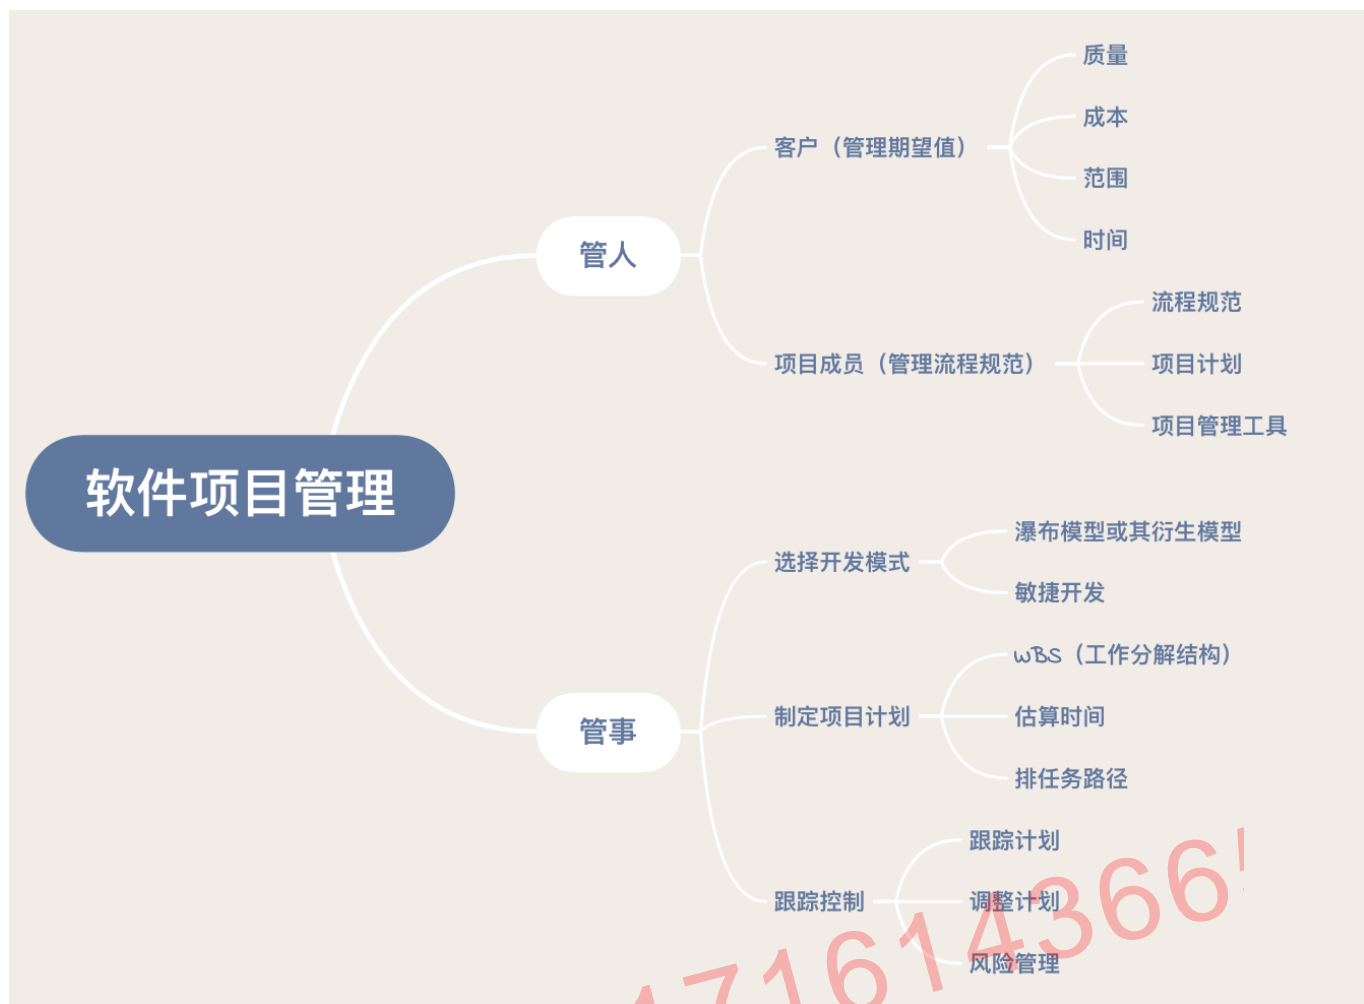 软件项目管理
管人
客户（管理期望值）
质量
成本
范围
时间
项目成员（管理流程规范）
流程规范
项目计划
项目管理工具
管事
选择开发模式
瀑布模型或其衍生模型
敏捷开发
制定项目计划
WBS（工作分解结构）
估算时间
排任务路径
跟踪控制
跟踪计划
调整计划
风险管理
17161436
66